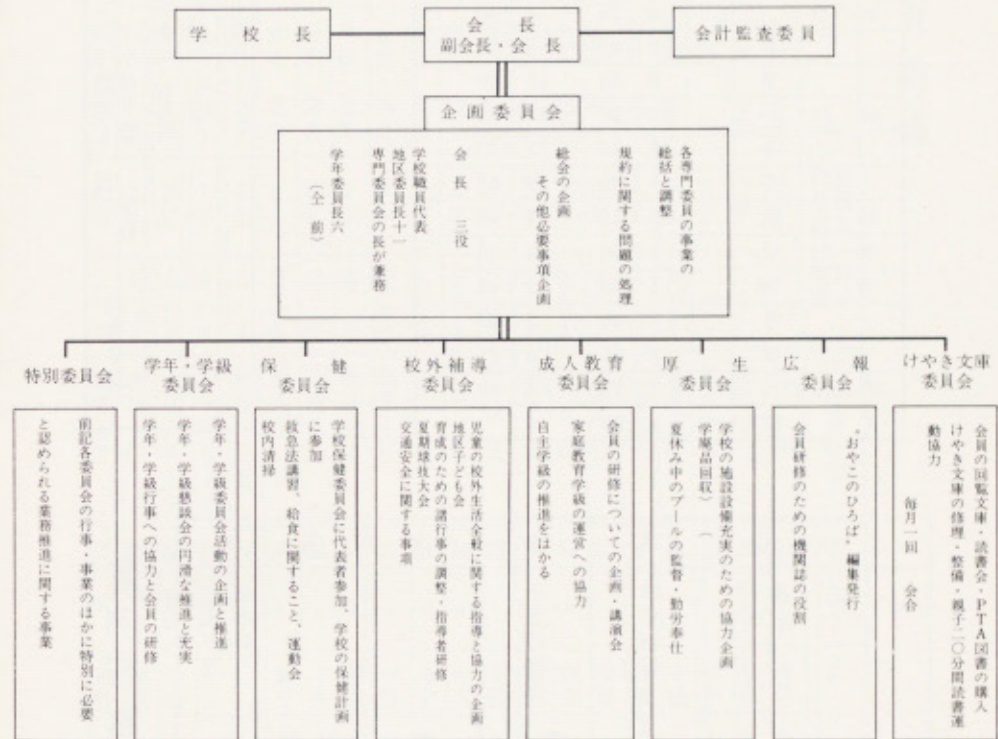 学校長
会長
副会長・会長
会計監査委員
企画委員会
各専門委員の事業の
総括と調整
規約に関する問題の処理
総会の企画
その他必要事項企画
会長 三役
学校職員代表
地区委員長十一
専門委員会の長が兼務
学年委員長六
(仝前)
けやき文庫
委員会
会員の回覧文庫・読書会・PTA図書の購入
けやき文庫の修理・整備・親子二〇分間読書運
動協力
毎月一回 会合
広報
委員会
“おやこのひろば”編集発行
会員研修のための機関誌の役割
厚生
委員会
学校の施設設備充実のための協力企画
学廃品回収) (
夏休み中のプールの監督・勤労奉仕
成人教育
委員会
会員の研修についての企画・講演会
家庭教育学級の運営への協力
自主学級の推進をはかる
校外補導
委員会
児童の校外生活全般に関する指導と協力の企画
地区子ども会
育成のための諸行事の調整・指導者研修
夏期球技大会
交通安全に関する事項
保健
委員会
学校保健委員会に代表者参加、学校の保健計画
に参加
救急法講習、給食に関すること、運動会
校内清掃
学年・学級
委員会
学年・学級委員会活動の企画と推進
学年・学級懇談会の円滑な推進と充実
学年・学級行事への協力と会員の研修
特別委員会
前記各委員会の行事・事業のほかに特別に必要
と認められる業務推進に関する事業